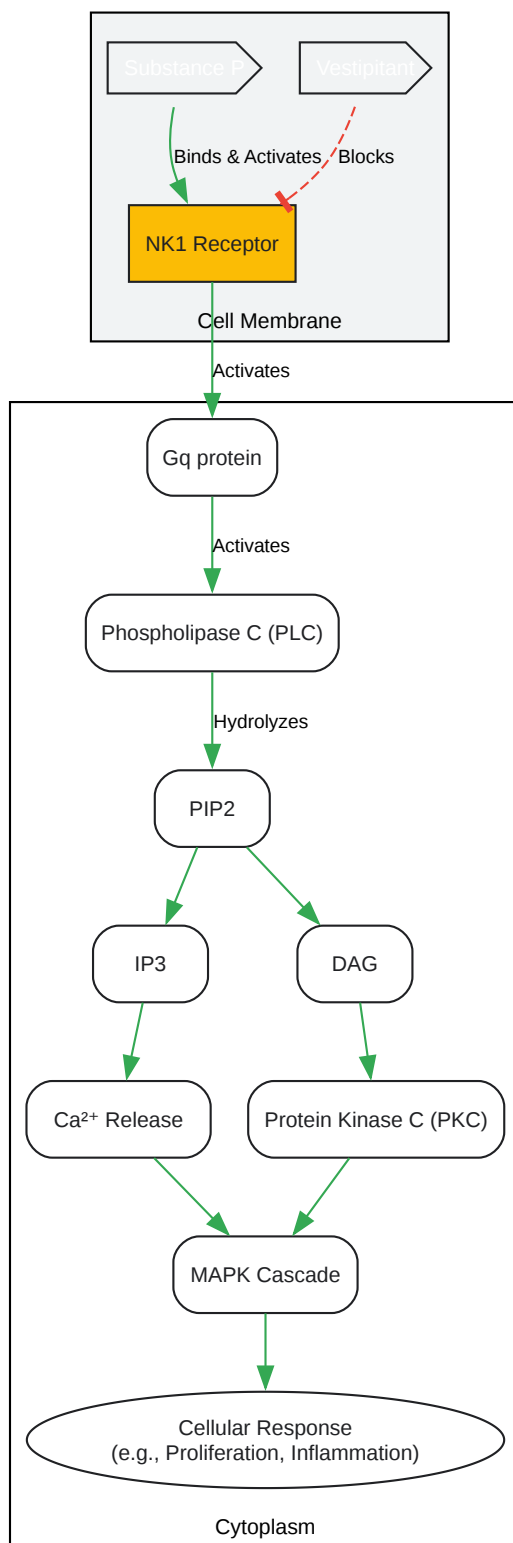 Substance P
Vestipitant
Binds & Activates
Blocks
NK1 Receptor
Cell Membrane
Activates
Gq protein
Activates
Phospholipase C (PLC)
Hydrolyzes
PIP2
IP3
DAG
Ca²⁺ Release
Protein Kinase C (PKC)
MAPK Cascade
Cellular Response
(e.g., Proliferation, Inflammation)
Cytoplasm